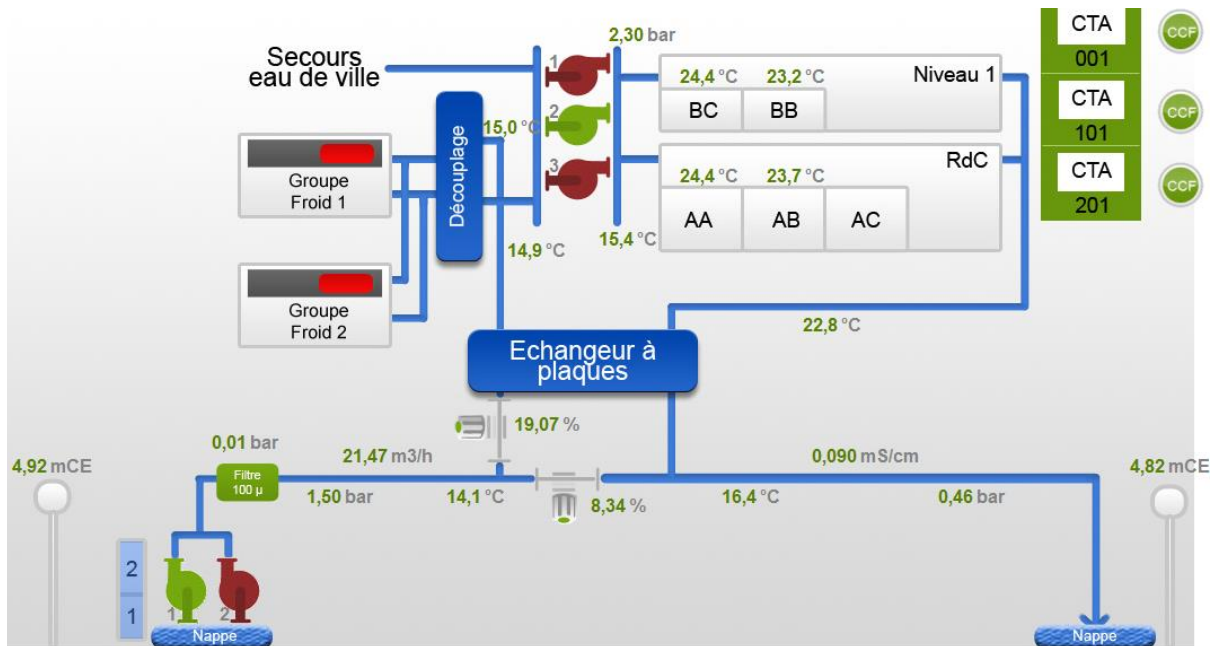 Secours
eau de ville
1
2
3
2,30 bar
15,0 °C
Découplage
14,9 °C
15,4 °C
Groupe
Froid 1
Groupe
Froid 2
24,4 °C 23,2 °C Niveau 1
BC BB
RdC
24,4 °C 23,7 °C
AA AB AC
CTA
001
CCF
CTA
101
CCF
CTA
201
CCF
22,8 °C
Echangeur à
plaques
19,07 %
4,92 mCE
0,01 bar
Filtre
100 µ
21,47 m3/h
1,50 bar
14,1 °C
8,34 %
0,090 mS/cm
16,4 °C
0,46 bar
4,82 mCE
2
1
1
2
Nappe
Nappe